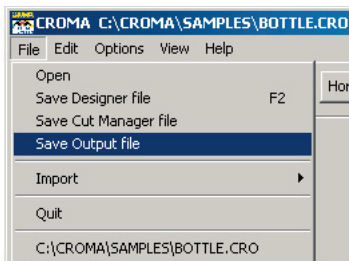 CROMA C:\CROMA\SAMPLES\BOTTLE.CRO
File Edit Options View Help
Open
Save Designer file F2
Save Cut Manager file
Save Output file
Import
Quit
C:\CROMA\SAMPLES\BOTTLE.CRO